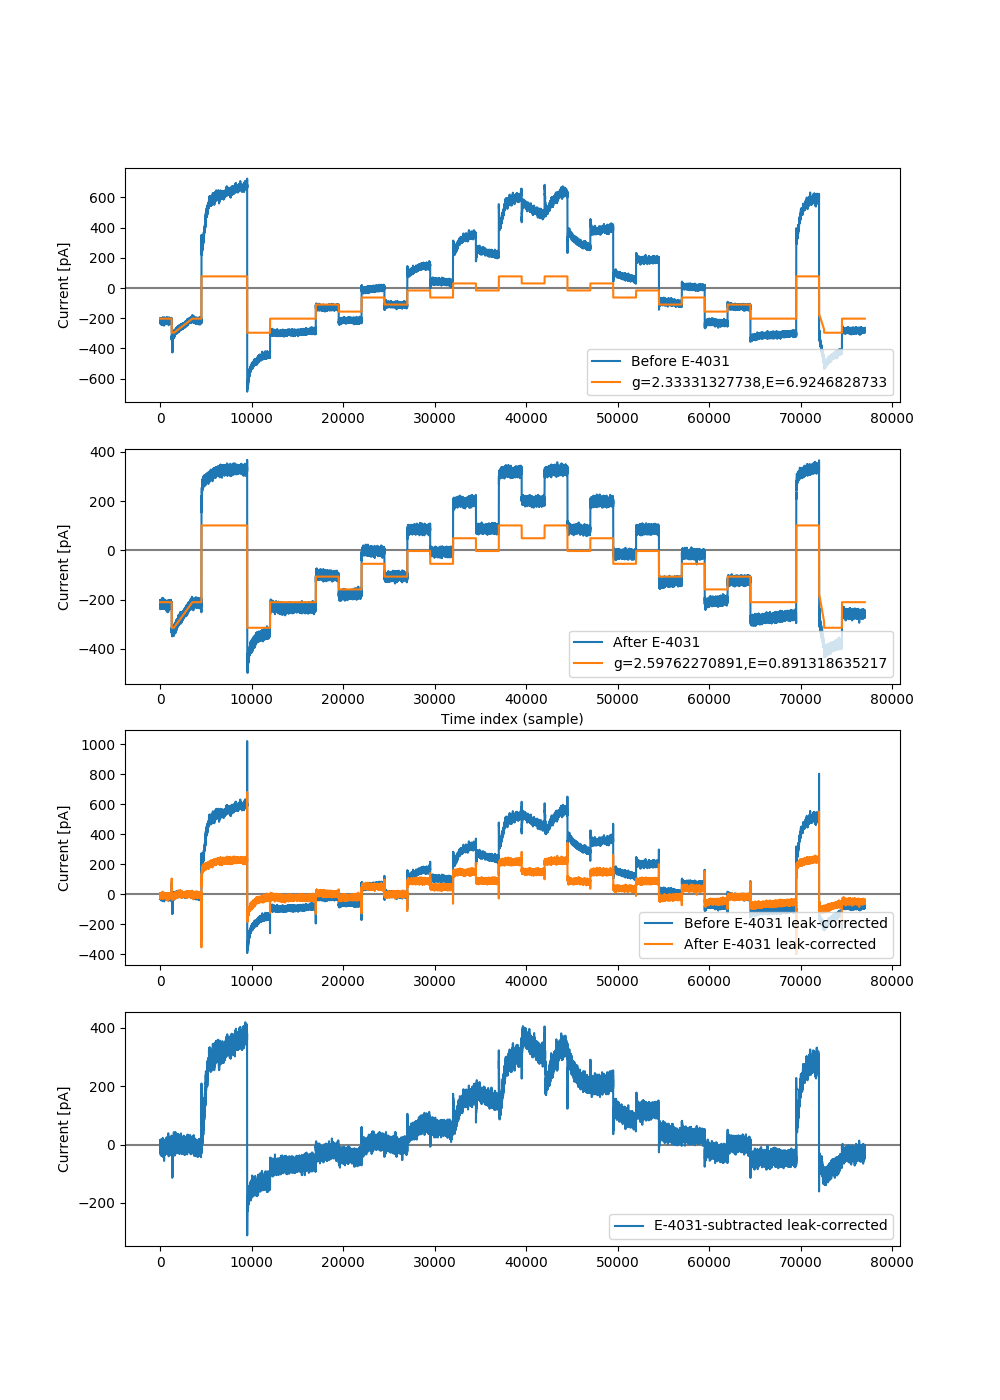 600
400
200
0
−200
−400
−600
Current [pA]
Before E-4031
g=2.33331327738,E=6.9246828733
0 10000 20000 30000 40000 50000 60000 70000 80000
400
200
0
−200
−400
Current [pA]
After E-4031
g=2.59762270891,E=0.891318635217
0 10000 20000 30000 40000 50000 60000 70000 80000
Time index (sample)
1000
800
600
400
200
0
−200
−400
Current [pA]
Before E-4031 leak-corrected
After E-4031 leak-corrected
0 10000 20000 30000 40000 50000 60000 70000 80000
400
200
0
−200
Current [pA]
E-4031-subtracted leak-corrected
0 10000 20000 30000 40000 50000 60000 70000 80000